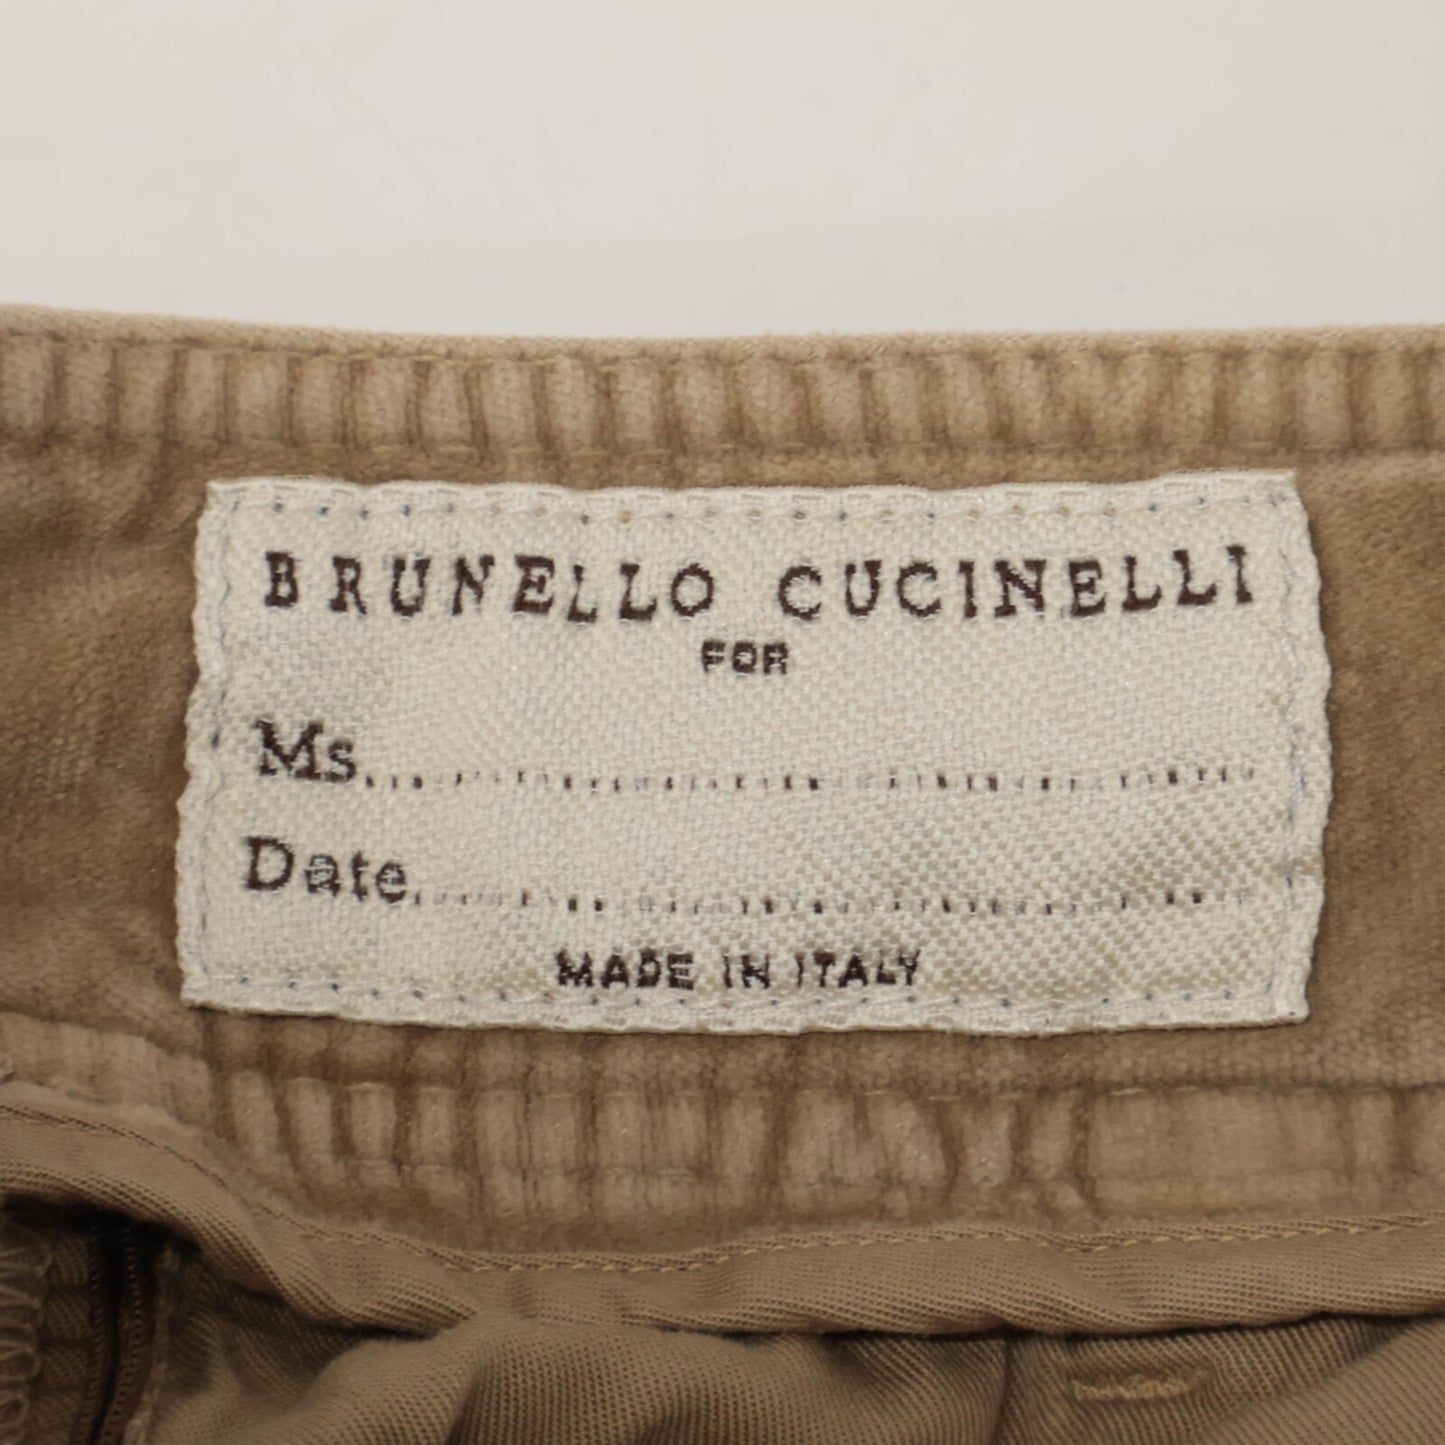 BRUNELLO CUCINELLI
FOR
Ms.............................................
Date.............................................
MADE IN ITALY